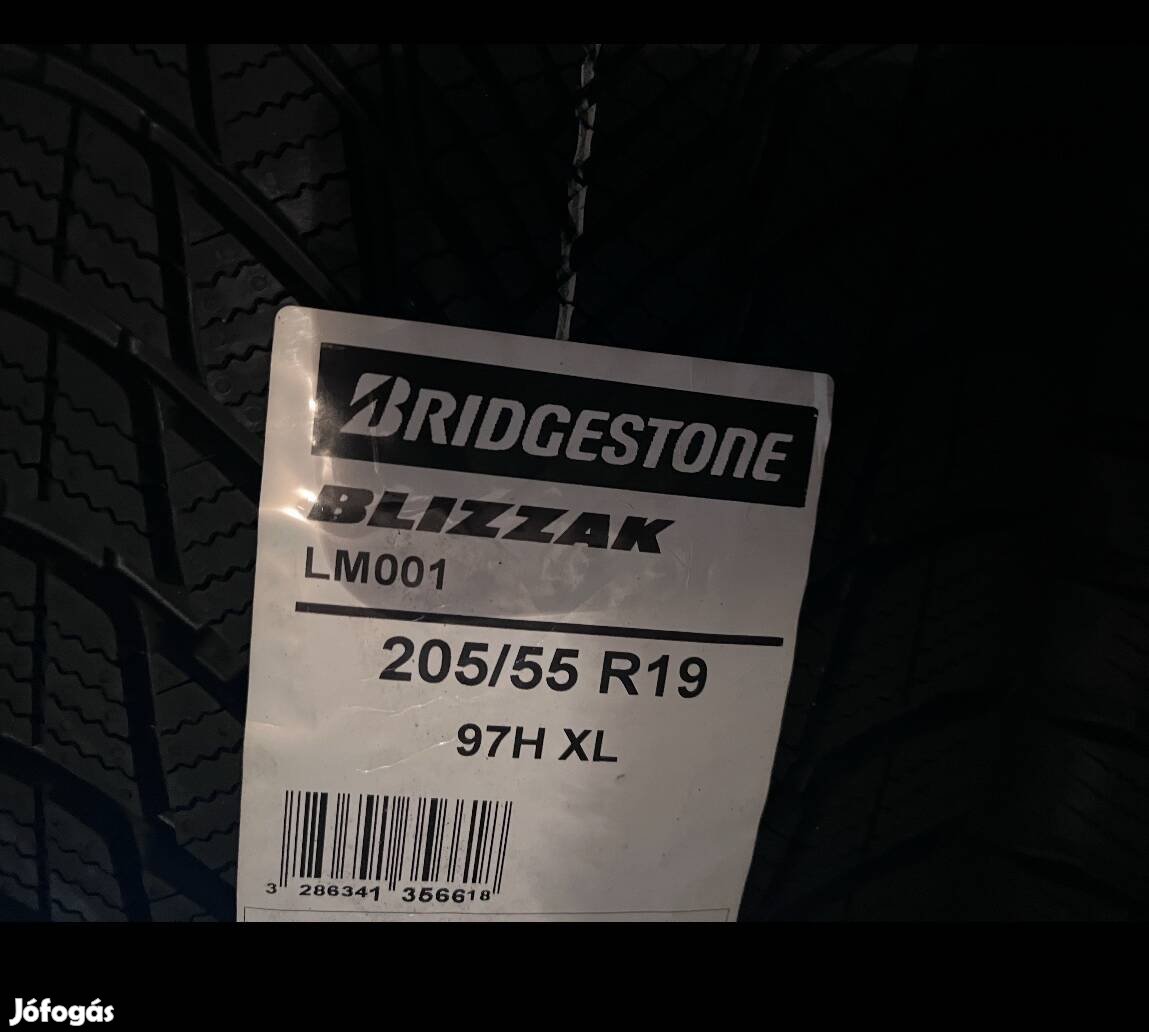 BRIDGESTONE
BLIZZAK
LM001
205/55 R19
97H XL
3 286341 356618
Jófogás